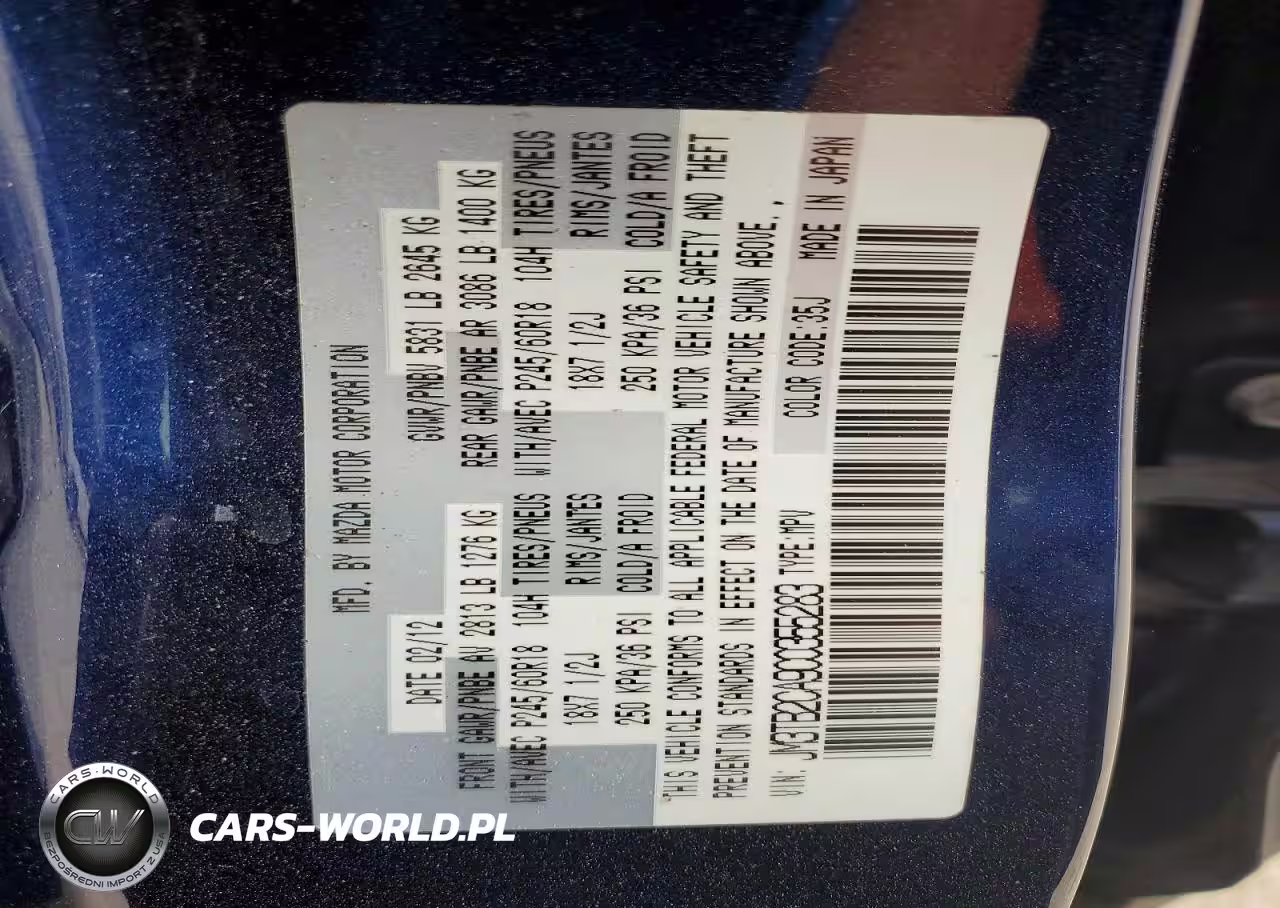 MFD. BY MAZDA MOTOR CORPORATION
DATE 02/12 GVWR/PNBV 5831 LB 2645 KG
FRONT GAWR/PNBE AV 2813 LB 1276 KG REAR GAWR/PNBE AR 3086 LB 1400 KG
WITH/AVEC P245/60R18 104H TIRES/PNEUS WITH/AVEC P245/60R18 104H TIRES/PNEUS
18X7 1/2J RIMS/JANTES 18X7 1/2J RIMS/JANTES
250 KPA/36 PSI COLD/A FROID 250 KPA/36 PSI COLD/A FROID
THIS VEHICLE CONFORMS TO ALL APPLICABLE FEDERAL MOTOR VEHICLE SAFETY AND THEFT
PREVENTION STANDARDS IN EFFECT ON THE DATE OF MANUFACTURE SHOWN ABOVE.,
VIN: JM3TB2CA9C0355283 TYPE:MPV COLOR CODE:35J MADE IN JAPAN
CARS-WORLD
CW
BEZPOŚREDNI IMPORT Z USA
CARS-WORLD.PL